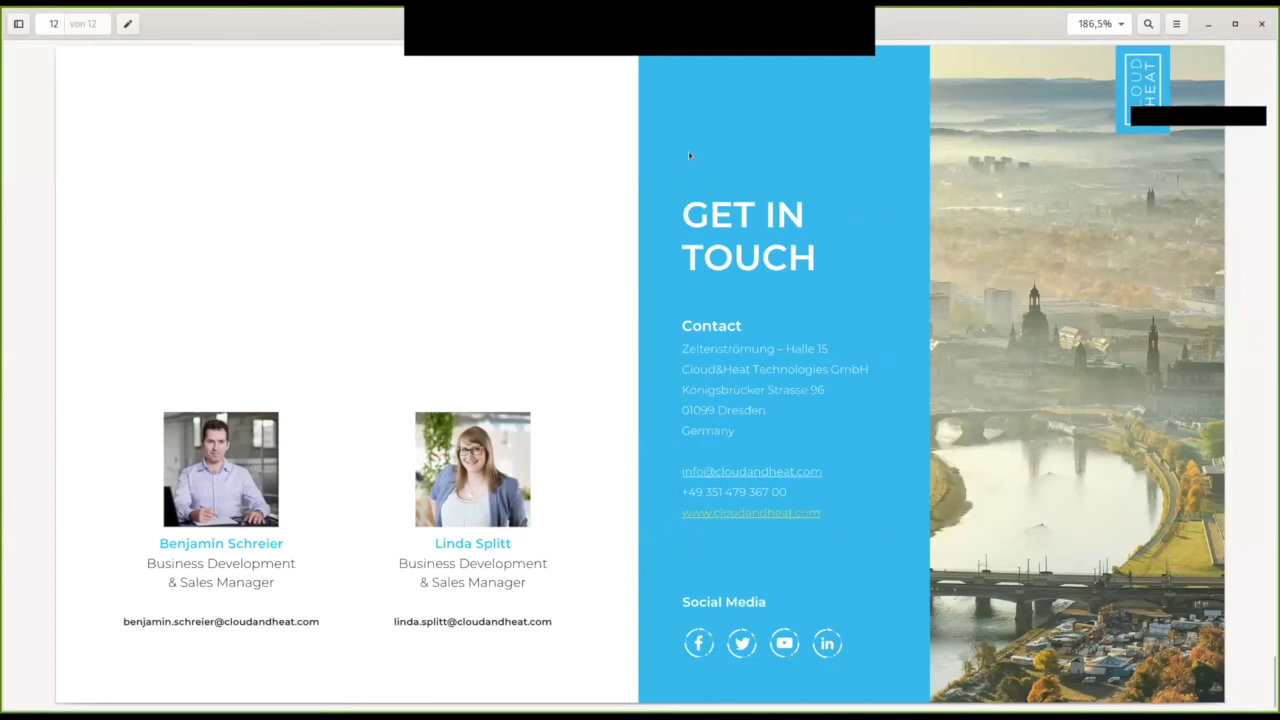 12
von 12
186,5%
CLOUD
HEAT
GET IN
TOUCH
Contact
Zeitenströmung – Halle 15
Cloud&Heat Technologies GmbH
Königsbrücker Strasse 96
01099 Dresden
Germany
info@cloudandheat.com
+49 351 479 367 00
www.cloudandheat.com
Social Media
Benjamin Schreier
Business Development
& Sales Manager
benjamin.schreier@cloudandheat.com
Linda Splitt
Business Development
& Sales Manager
linda.splitt@cloudandheat.com